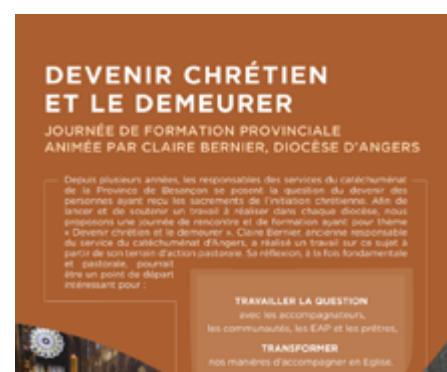 DEVENIR CHRÉTIEN
ET LE DEMEURER
JOURNÉE DE FORMATION PROVINCIALE
ANIMÉE PAR CLAIRE BERNIER, DIOCÈSE D'ANGERS
Depuis plusieurs années, les responsables des services du catéchuménat
de la Province de Besançon se posent la question du devenir des
personnes ayant reçu les sacrements de l'initiation chrétienne. Afin de
lancer et de soutenir un travail à réaliser dans chaque diocèse, nous
proposons une journée de rencontre et de formation ayant pour thème
« Devenir chrétien et le demeurer ». Claire Bernier, ancienne responsable
du service du catéchuménat d'Angers, a réalisé un travail sur ce sujet à
partir de son terrain d'action pastorale. Sa réflexion, à la fois fondamentale
et pastorale, pourrait
être un point de départ
intéressant pour :
TRAVAILLER LA QUESTION
avec les accompagnateurs,
les communautés, les EAP et les prêtres,
TRANSFORMER
nos manières d'accompagner en Eglise.